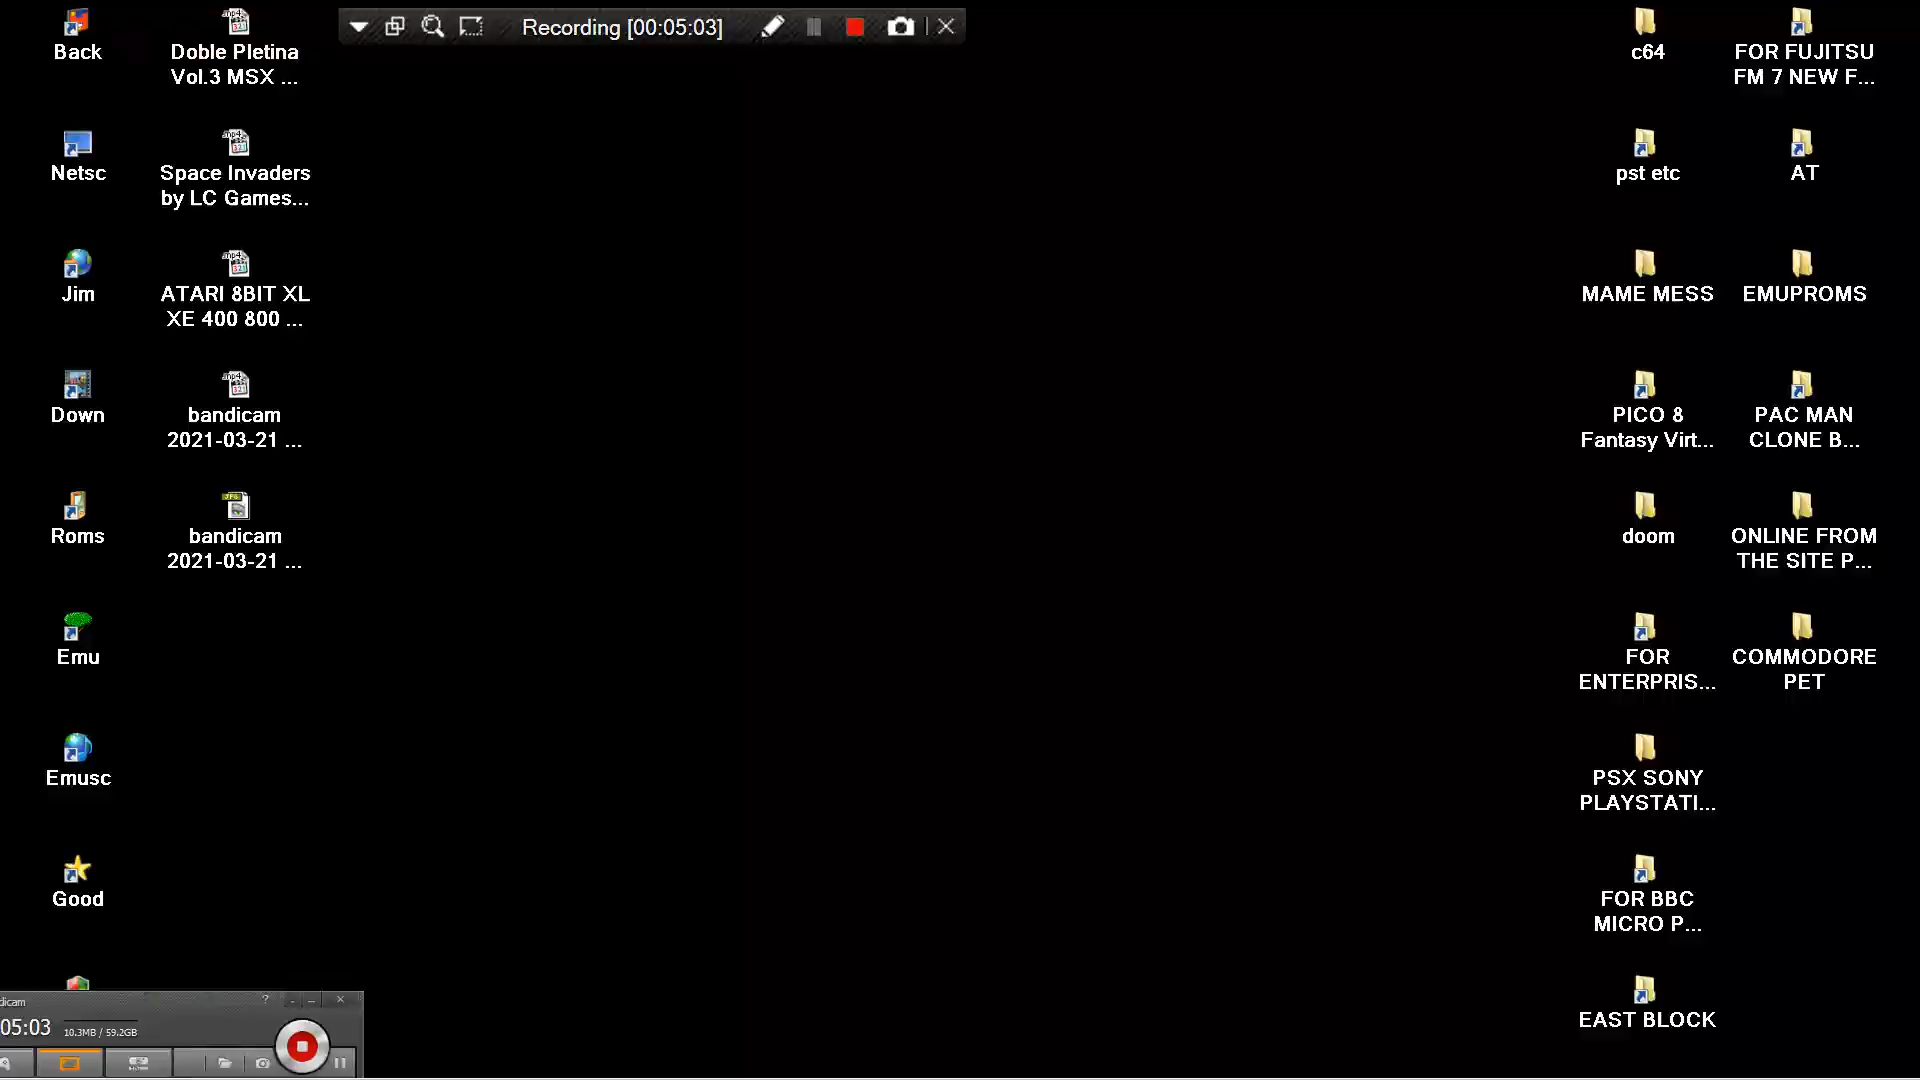 Recording [00:05:03]
Back
Doble Pletina
Vol.3 MSX ...
c64
FOR FUJITSU
FM 7 NEW F...
Netsc
Space Invaders
by LC Games...
pst etc
AT
Jim
ATARI 8BIT XL
XE 400 800 ...
MAME MESS
EMUPROMS
Down
bandicam
2021-03-21 ...
PICO 8
Fantasy Virt...
PAC MAN
CLONE B...
Roms
bandicam
2021-03-21 ...
doom
ONLINE FROM
THE SITE P...
Emu
FOR
ENTERPRIS...
COMMODORE
PET
Emusc
PSX SONY
PLAYSTATI...
Good
FOR BBC
MICRO P...
EAST BLOCK
dicam
05:03
10.3MB / 59.2GB